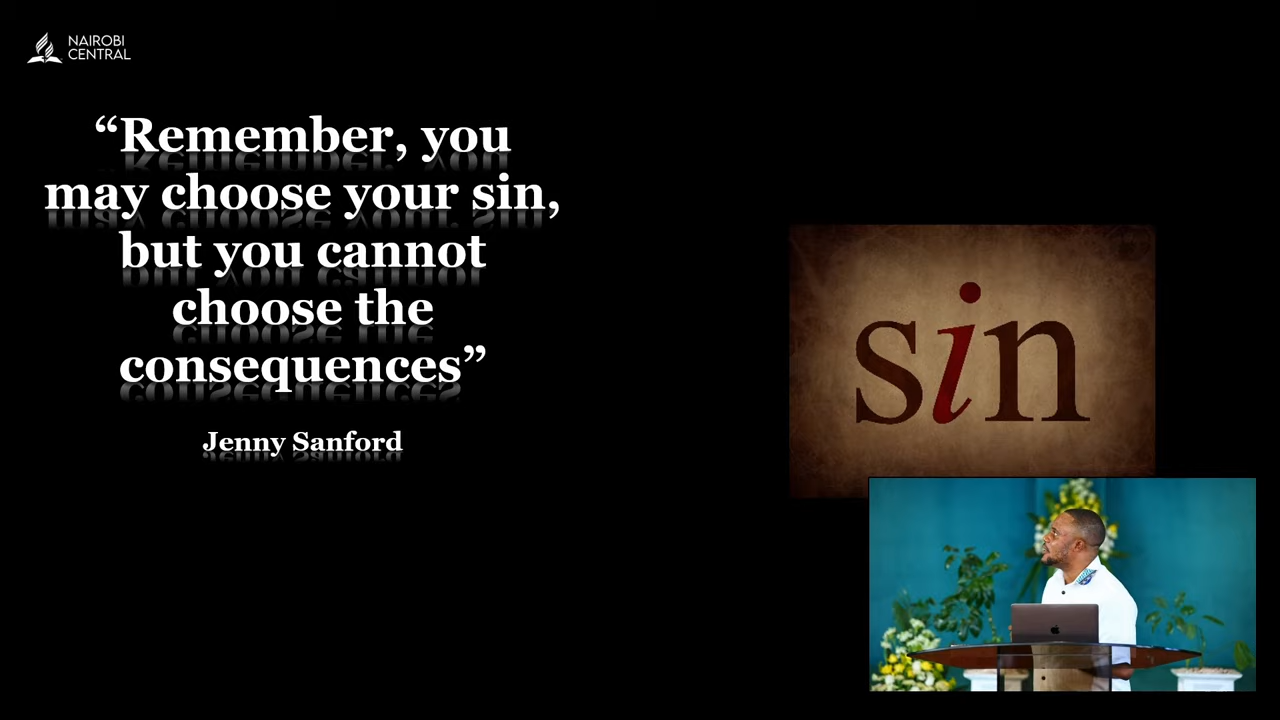 NAIROBI
CENTRAL
“Remember, you
may choose your sin,
but you cannot
choose the
consequences”
Jenny Sanford
sin